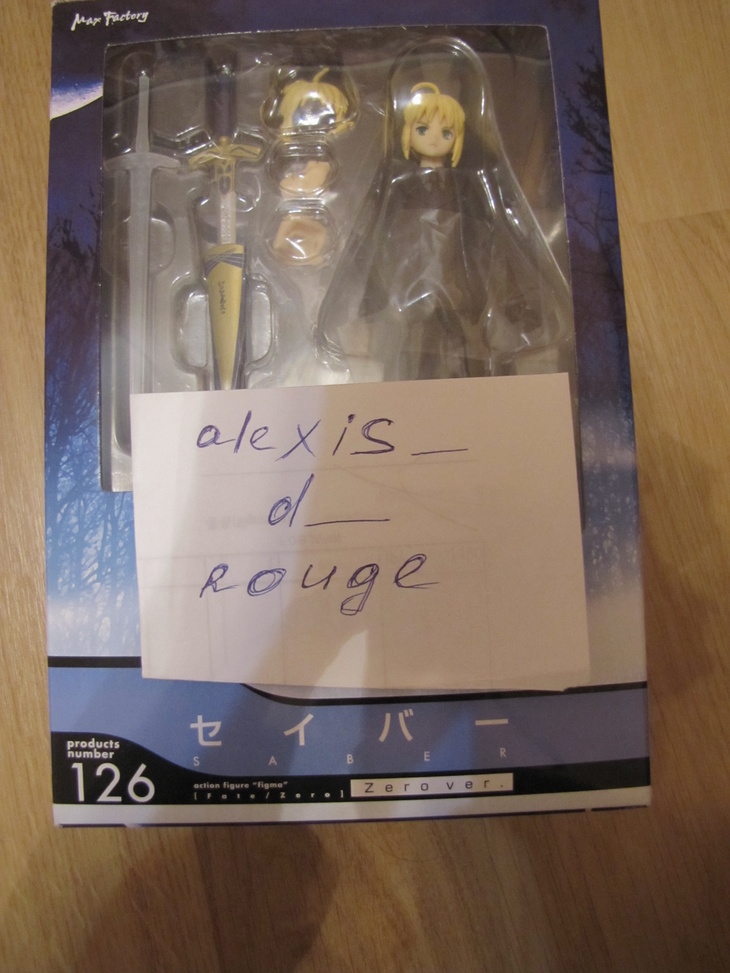 Max Factory
alexis_
d__
rouge
セイバー
SABER
products
number
126
action figure "figma"
[Fate/Zero] Zero ver.